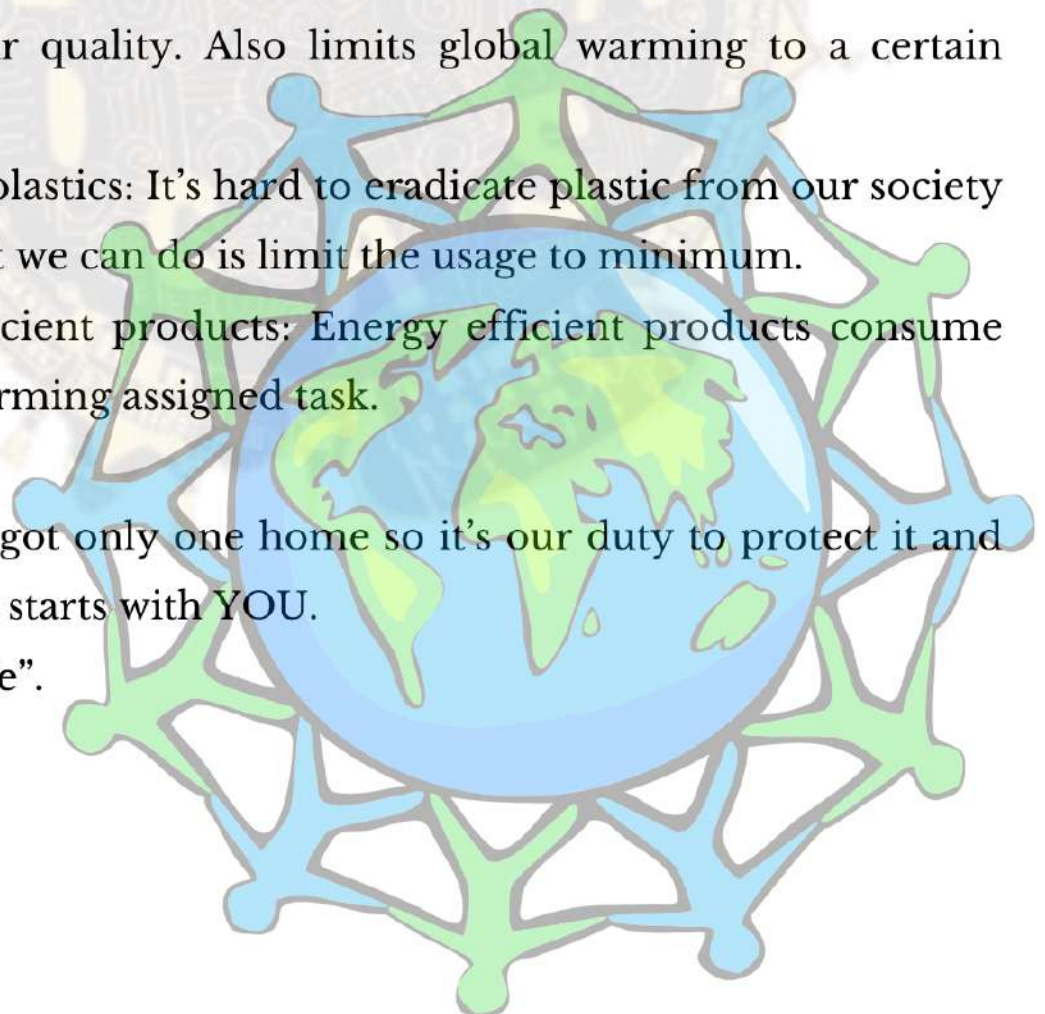 r quality. Also limits global warming to a certain
plastics: It’s hard to eradicate plastic from our society
t we can do is limit the usage to minimum.
cient products: Energy efficient products consume
rming assigned task.
got only one home so it’s our duty to protect it and
starts with YOU.
e”.